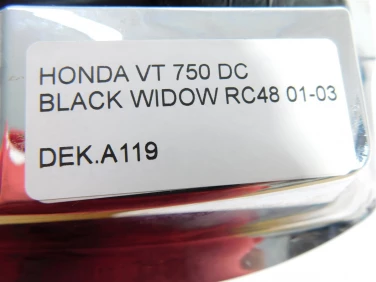 HONDA VT 750 DC
BLACK WIDOW RC48 01-03
DEK.A119